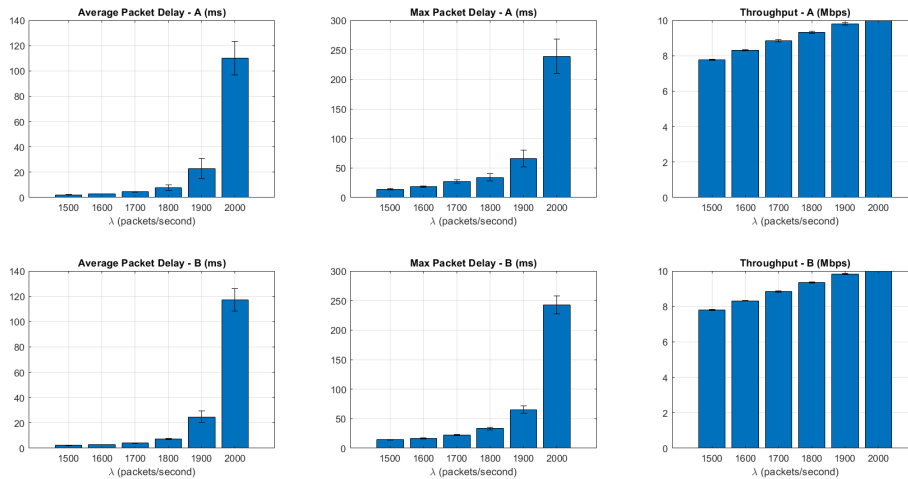 Average Packet Delay - A (ms)
140
120
100
80
60
40
20
0
1500 1600 1700 1800 1900 2000
λ (packets/second)
Max Packet Delay - A (ms)
300
250
200
150
100
50
0
1500 1600 1700 1800 1900 2000
λ (packets/second)
Throughput - A (Mbps)
10
8
6
4
2
0
1500 1600 1700 1800 1900 2000
λ (packets/second)
Average Packet Delay - B (ms)
140
120
100
80
60
40
20
0
1500 1600 1700 1800 1900 2000
λ (packets/second)
Max Packet Delay - B (ms)
300
250
200
150
100
50
0
1500 1600 1700 1800 1900 2000
λ (packets/second)
Throughput - B (Mbps)
10
8
6
4
2
0
1500 1600 1700 1800 1900 2000
λ (packets/second)